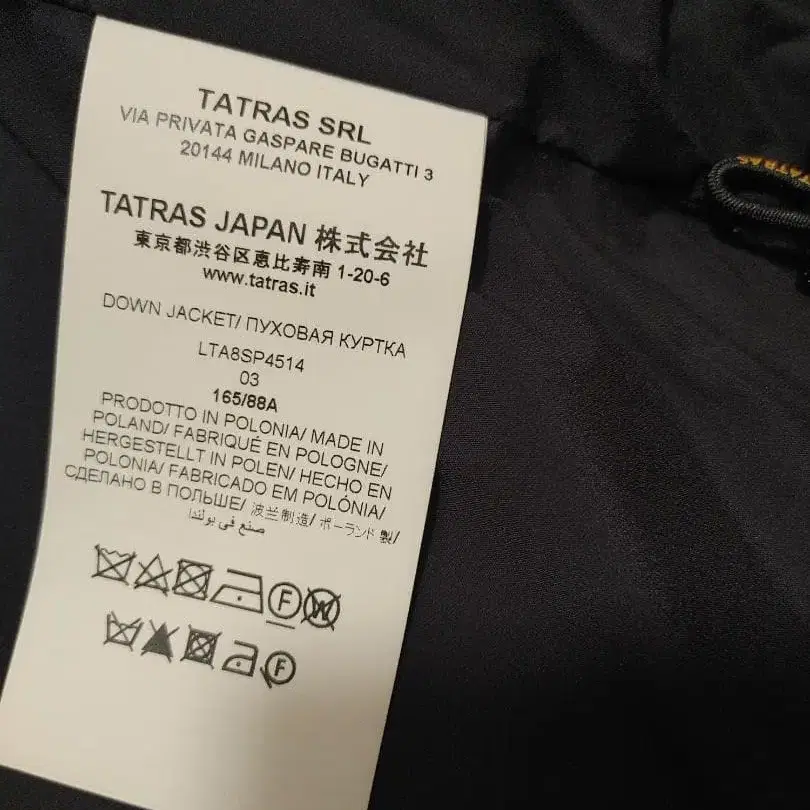 TATRAS SRL
VIA PRIVATA GASPARE BUGATTI 3
20144 MILANO ITALY
TATRAS JAPAN 株式会社
東京都渋谷区恵比寿南 1-20-6
www.tatras.it
DOWN JACKET/ ПУХОВАЯ КУРТКА
LTA8SP4514
03
165/88A
PRODOTTO IN POLONIA/ MADE IN
POLAND/ FABRIQUÉ EN POLOGNE/
HERGESTELLT IN POLEN/ HECHO EN
POLONIA/ FABRICADO EM POLÓNIA/
СДЕЛАНО В ПОЛЬШЕ/ 波兰制造/ ポーランド 製/
صنع في بولندا
F W
F
TATRAS